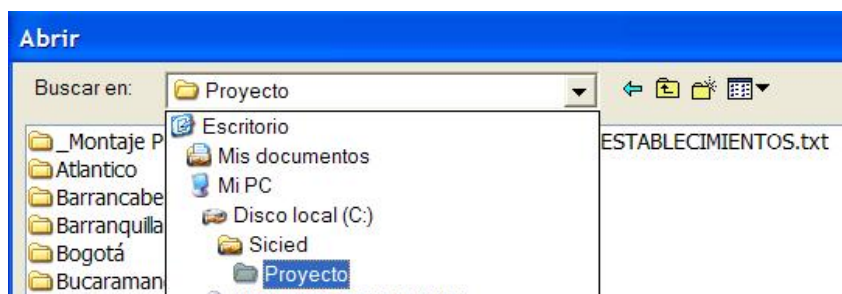 Abrir
Buscar en: Proyecto
Escritorio
_Montaje P
ESTABLECIMIENTOS.txt
Mis documentos
Atlantico
Mi PC
Barrancabe
Disco local (C:)
Barranquilla
Sicied
Bogotá
Proyecto
Bucaraman